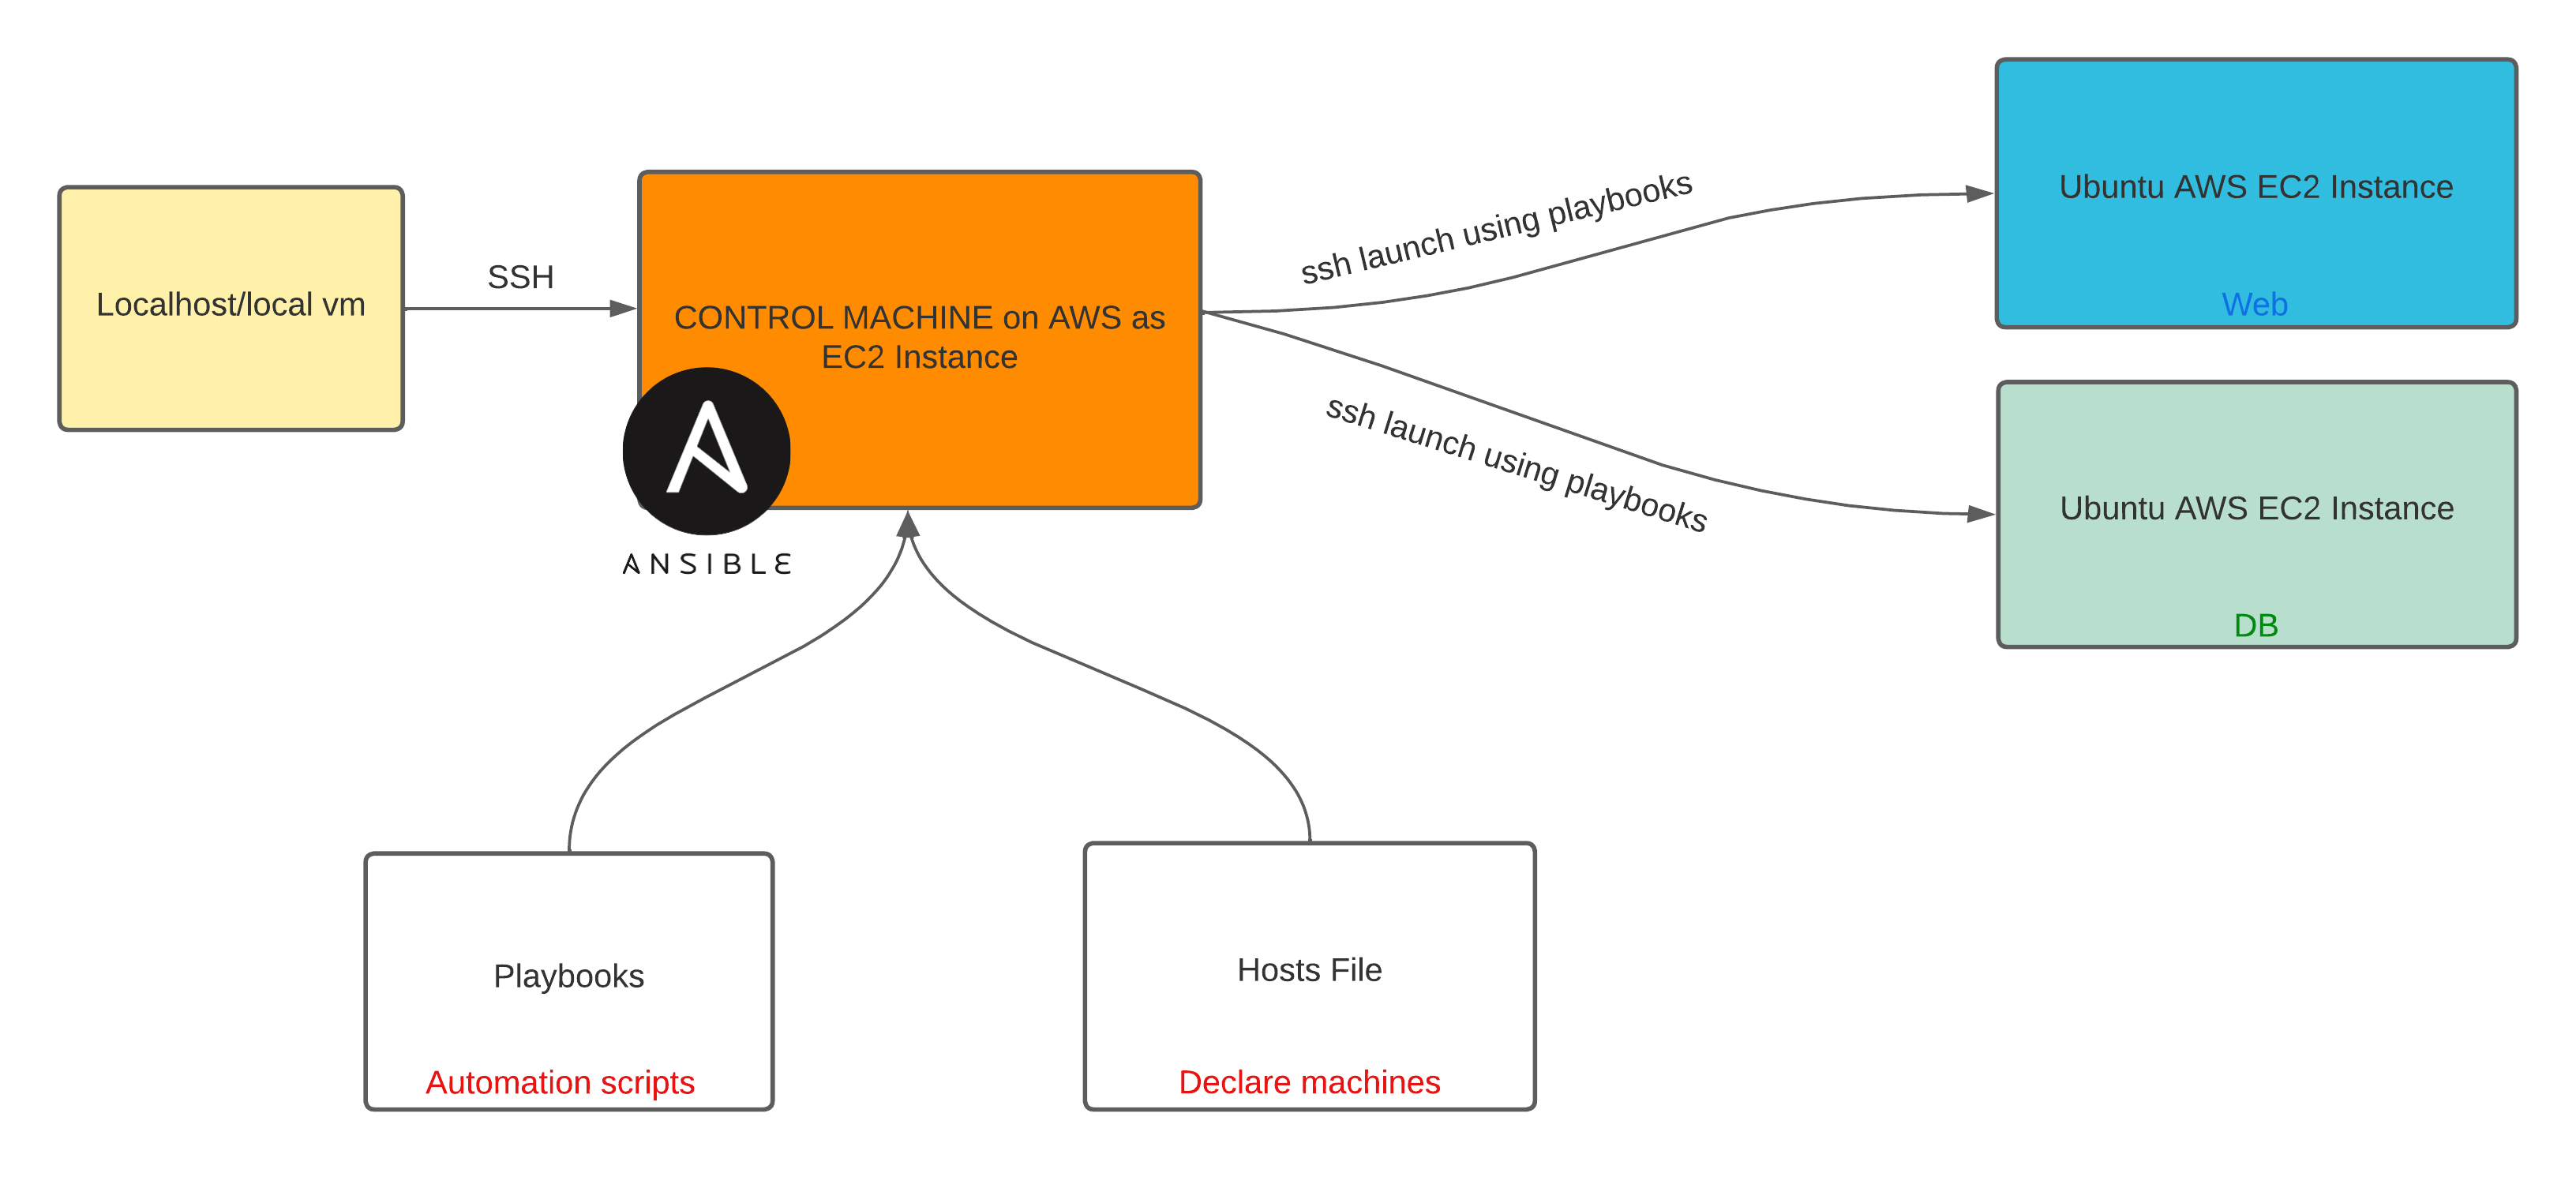 Localhost/local vm
SSH
CONTROL MACHINE on AWS as
EC2 Instance
ANSIBLE
ssh launch using playbooks
ssh launch using playbooks
Ubuntu AWS EC2 Instance
Web
Ubuntu AWS EC2 Instance
DB
Playbooks
Automation scripts
Hosts File
Declare machines